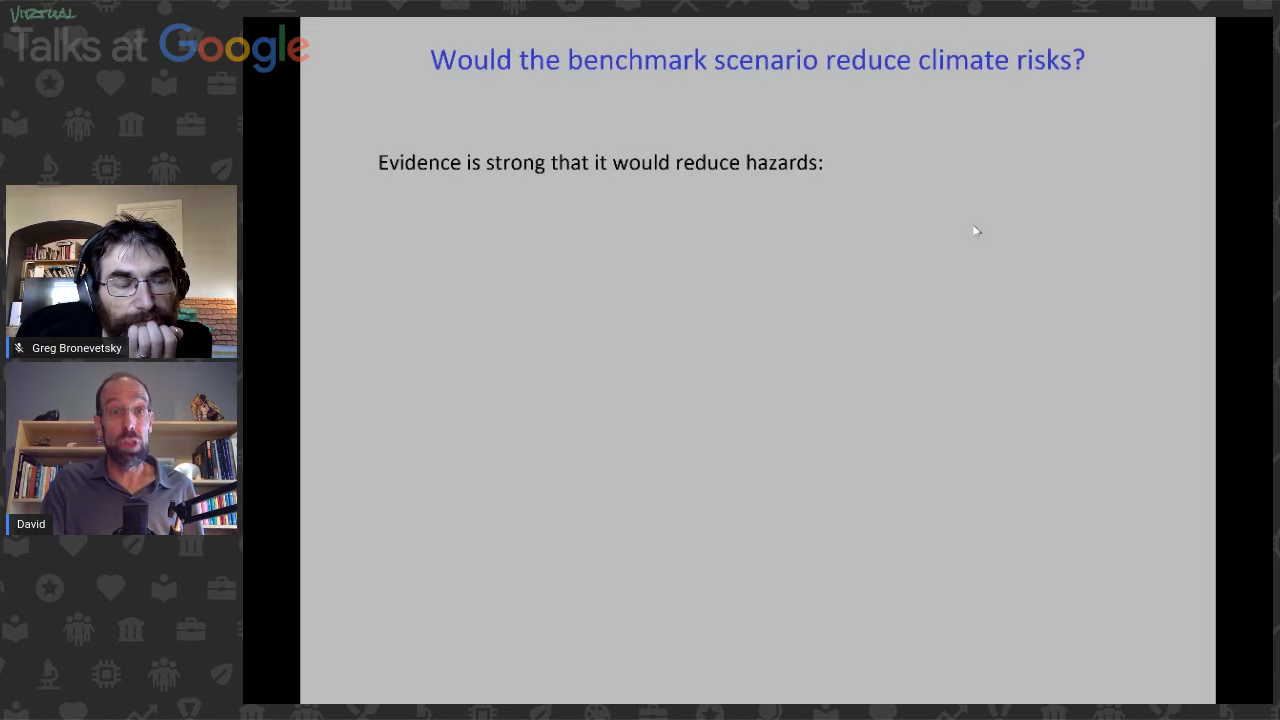 VIRTUAL
Talks at Google
Would the benchmark scenario reduce climate risks?
Evidence is strong that it would reduce hazards:
Greg Bronevetsky
David